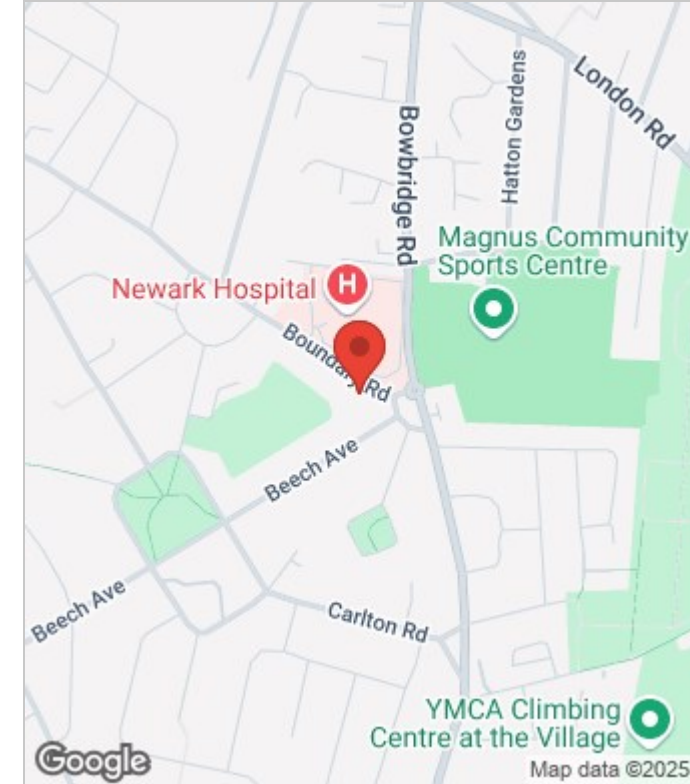 London Rd
Hatton Gardens
Bowbridge Rd
Magnus Community
Sports Centre
Newark Hospital
H
Boundary Rd
Beech Ave
Beech Ave
Carlton Rd
YMCA Climbing
Centre at the Village
Google
Map data ©2025